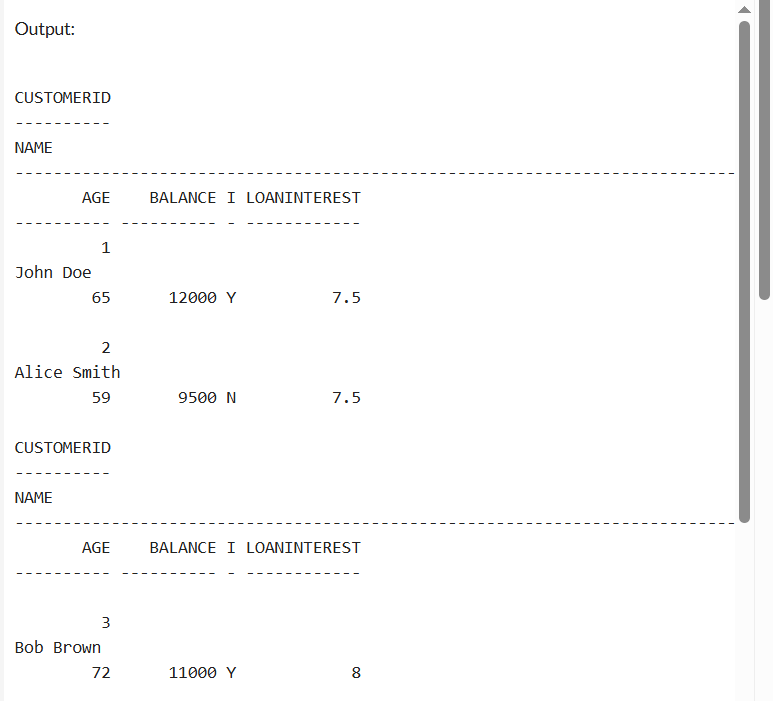 Output:
CUSTOMERID
----------
NAME
--------------------------------------------------------------------------------
       AGE    BALANCE I LOANINTEREST
---------- ---------- - ------------
         1
John Doe
        65      12000 Y          7.5
         2
Alice Smith
        59       9500 N          7.5
CUSTOMERID
----------
NAME
--------------------------------------------------------------------------------
       AGE    BALANCE I LOANINTEREST
---------- ---------- - ------------
         3
Bob Brown
        72      11000 Y            8